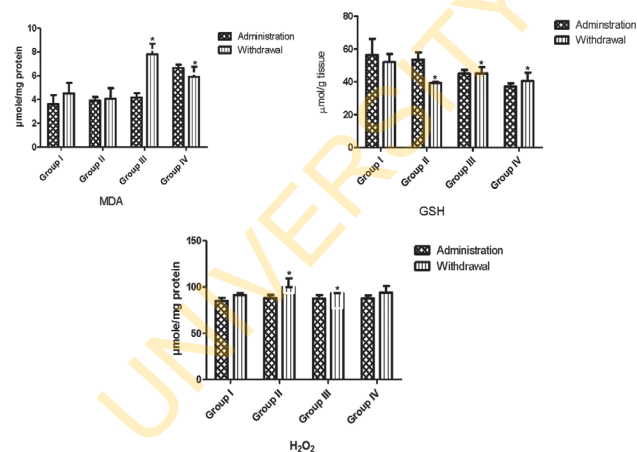 Administration
Withdrawal
µmole/mg protein
10
8
6
4
2
0
*
*
Group I
Group II
Group III
Group IV
MDA
Adminstration
Withdrawal
µmol/g tissue
80
60
40
20
0
*
*
*
Group I
Group II
Group III
Group IV
GSH
Administration
Withdrawal
µmole/mg protein
150
100
50
0
*
*
Group I
Group II
Group III
Group IV
H₂O₂
UNIVERSITY